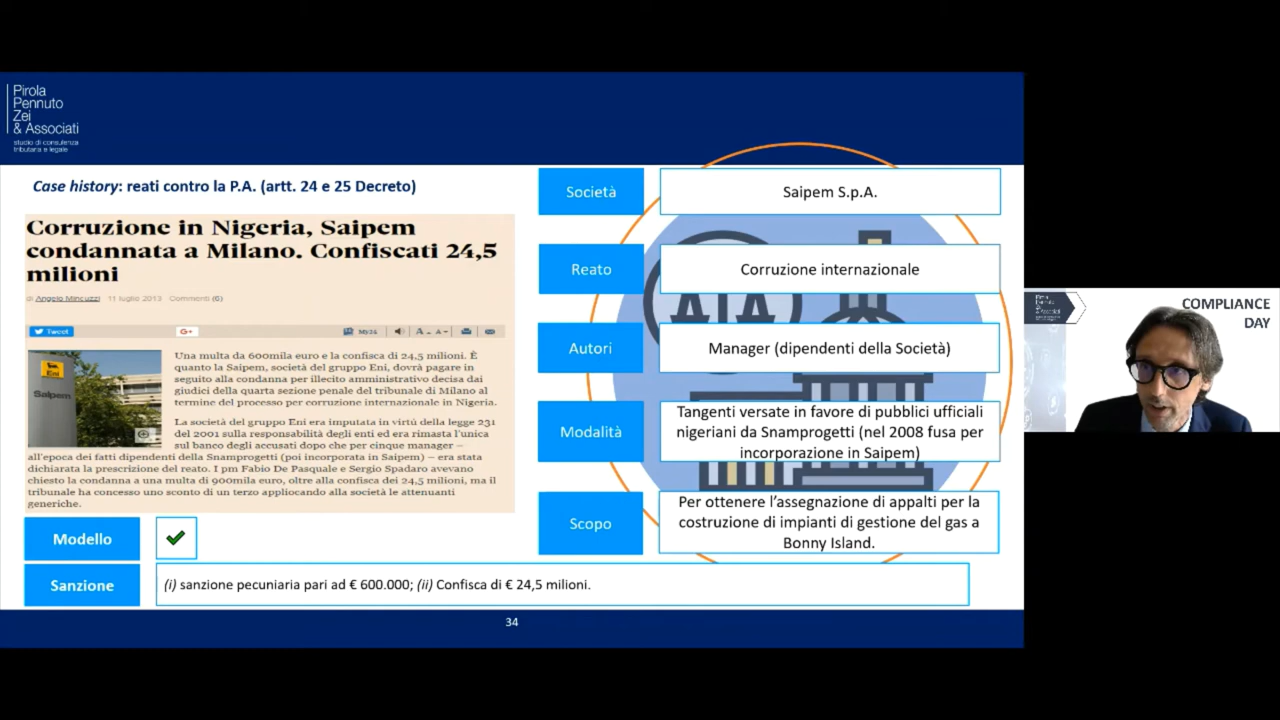 Pirola
Pennuto
Zei
& Associati
studio di consulenza
tributaria e legale
Case history: reati contro la P.A. (artt. 24 e 25 Decreto)
Corruzione in Nigeria, Saipem
condannata a Milano. Confiscati 24,5
milioni
di Angelo Mincuzzi 11 luglio 2013 Commenti (6)
Tweet
G+
My24
A- A-
Eni
Saipem
Una multa da 600mila euro e la confisca di 24,5 milioni. È
quanto la Saipem, società del gruppo Eni, dovrà pagare in
seguito alla condanna per illecito amministrativo decisa dai
giudici della quarta sezione penale del tribunale di Milano al
termine del processo per corruzione internazionale in Nigeria.
La società del gruppo Eni era imputata in virtù della legge 231
del 2001 sulla responsabilità degli enti ed era rimasta l'unica
sul banco degli accusati dopo che per cinque manager –
all'epoca dei fatti dipendenti della Snamprogetti (poi incorporata in Saipem) – era stata
dichiarata la prescrizione del reato. I pm Fabio De Pasquale e Sergio Spadaro avevano
chiesto la condanna a una multa di 900mila euro, oltre alla confisca dei 24,5 milioni, ma il
tribunale ha concesso uno sconto di un terzo applicando alla società le attenuanti
generiche.
Modello
Sanzione
(i) sanzione pecuniaria pari ad € 600.000; (ii) Confisca di € 24,5 milioni.
Società
Saipem S.p.A.
Reato
Corruzione internazionale
Autori
Manager (dipendenti della Società)
Modalità
Tangenti versate in favore di pubblici ufficiali
nigeriani da Snamprogetti (nel 2008 fusa per
incorporazione in Saipem)
Scopo
Per ottenere l'assegnazione di appalti per la
costruzione di impianti di gestione del gas a
Bonny Island.
34
COMPLIANCE
DAY